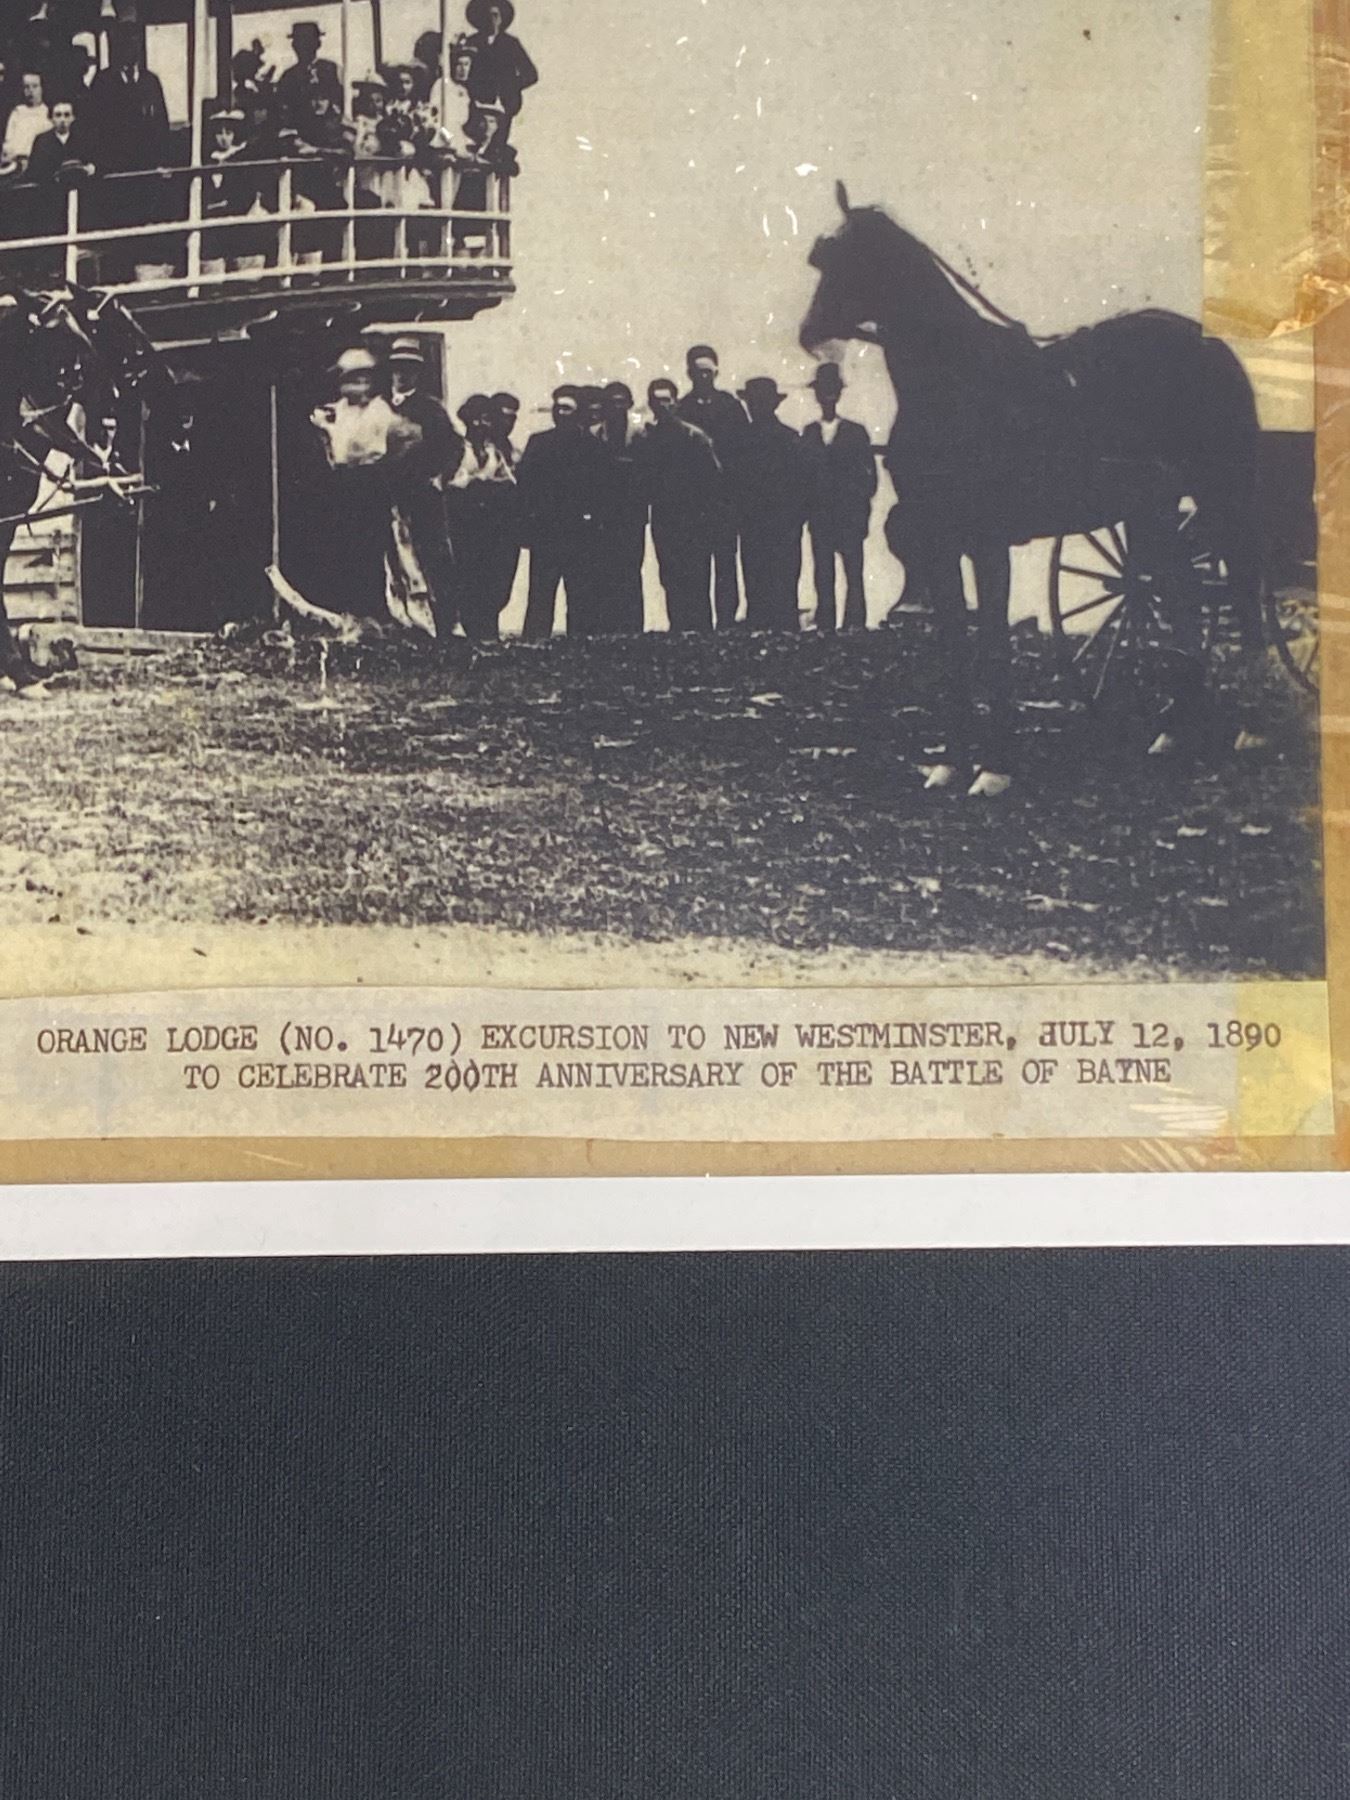 ORANGE LODGE (NO. 1470) EXCURSION TO NEW WESTMINSTER, JULY 12, 1890
TO CELEBRATE 200TH ANNIVERSARY OF THE BATTLE OF BAYNE